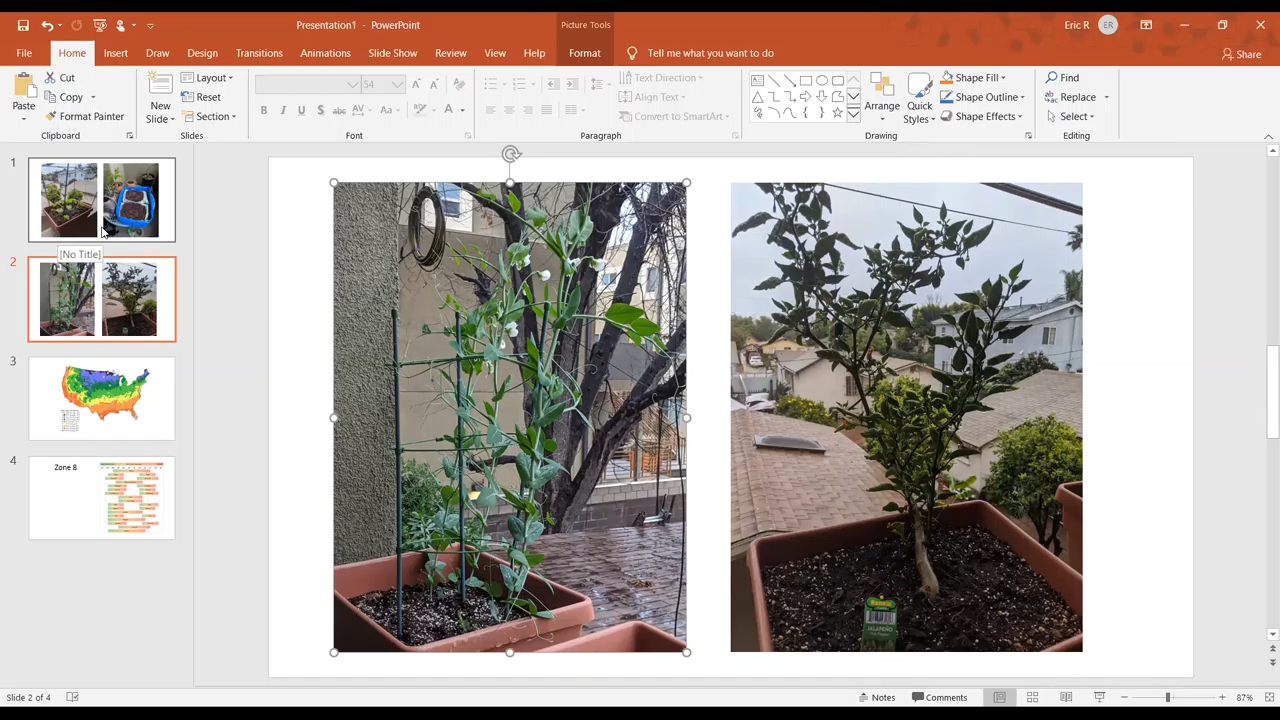 Presentation1 - PowerPoint
Picture Tools
Eric R
ER
File
Home
Insert
Draw
Design
Transitions
Animations
Slide Show
Review
View
Help
Format
Tell me what you want to do
Share
Paste
Cut
Copy
Format Painter
Clipboard
New
Slide
Layout
Reset
Section
Slides
54
Font
Text Direction
Align Text
Convert to SmartArt
Paragraph
Arrange
Quick
Styles
Shape Fill
Shape Outline
Shape Effects
Drawing
Find
Replace
Select
Editing
1
[No Title]
2
3
4
Zone 8
Bonnie
JALAPEÑO
Slide 2 of 4
Notes
Comments
87%